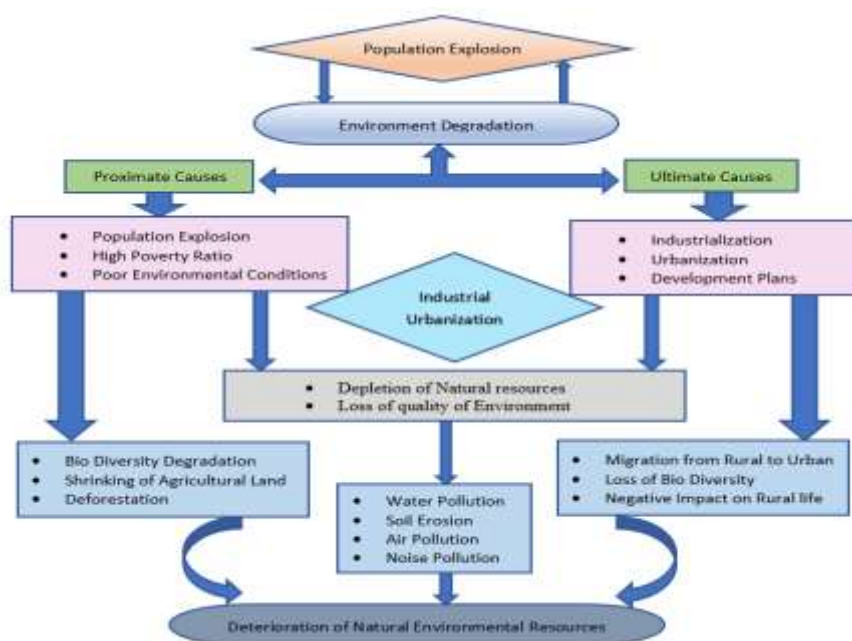 Population Explosion
Environment Degradation
Proximate Causes
Ultimate Causes
• Population Explosion
• High Poverty Ratio
• Poor Environmental Conditions
• Industrialization
• Urbanization
• Development Plans
Industrial
Urbanization
• Depletion of Natural resources
• Loss of quality of Environment
• Bio Diversity Degradation
• Shrinking of Agricultural Land
• Deforestation
• Water Pollution
• Soil Erosion
• Air Pollution
• Noise Pollution
• Migration from Rural to Urban
• Loss of Bio Diversity
• Negative Impact on Rural life
Deterioration of Natural Environmental Resources